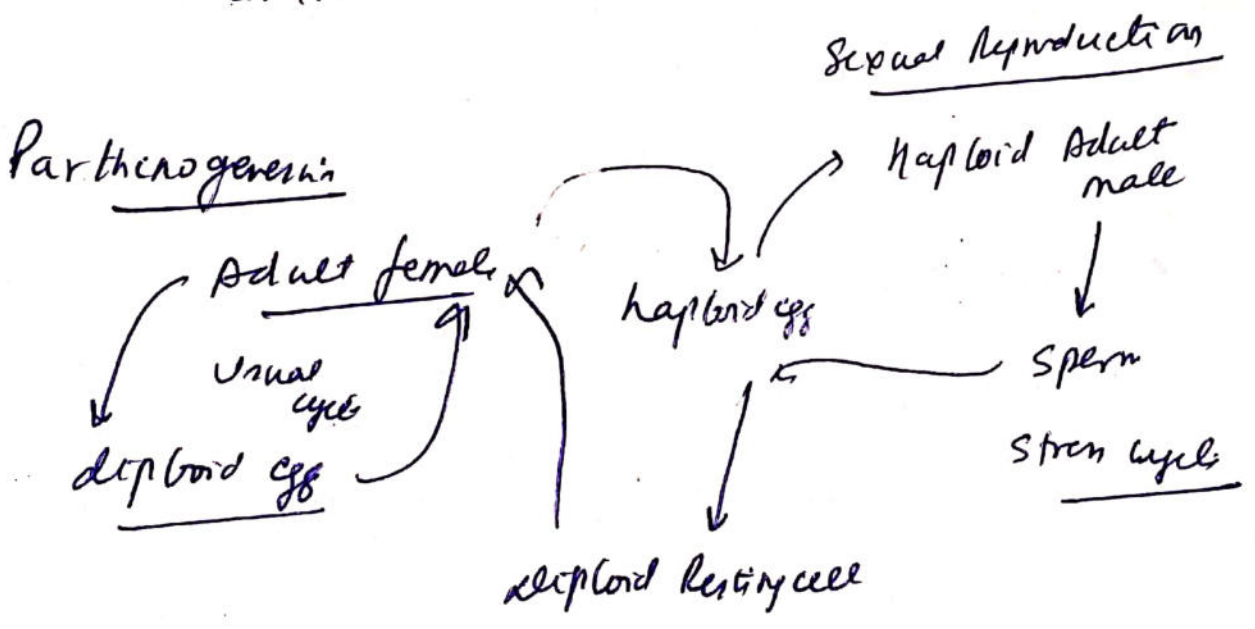 Sexual Reproduction
Parthenogenesis
haploid Adult
male
Adult female
haploid egg
Usual
cycle
Sperm
diploid egg
Stress cycle
diploid Resting cell